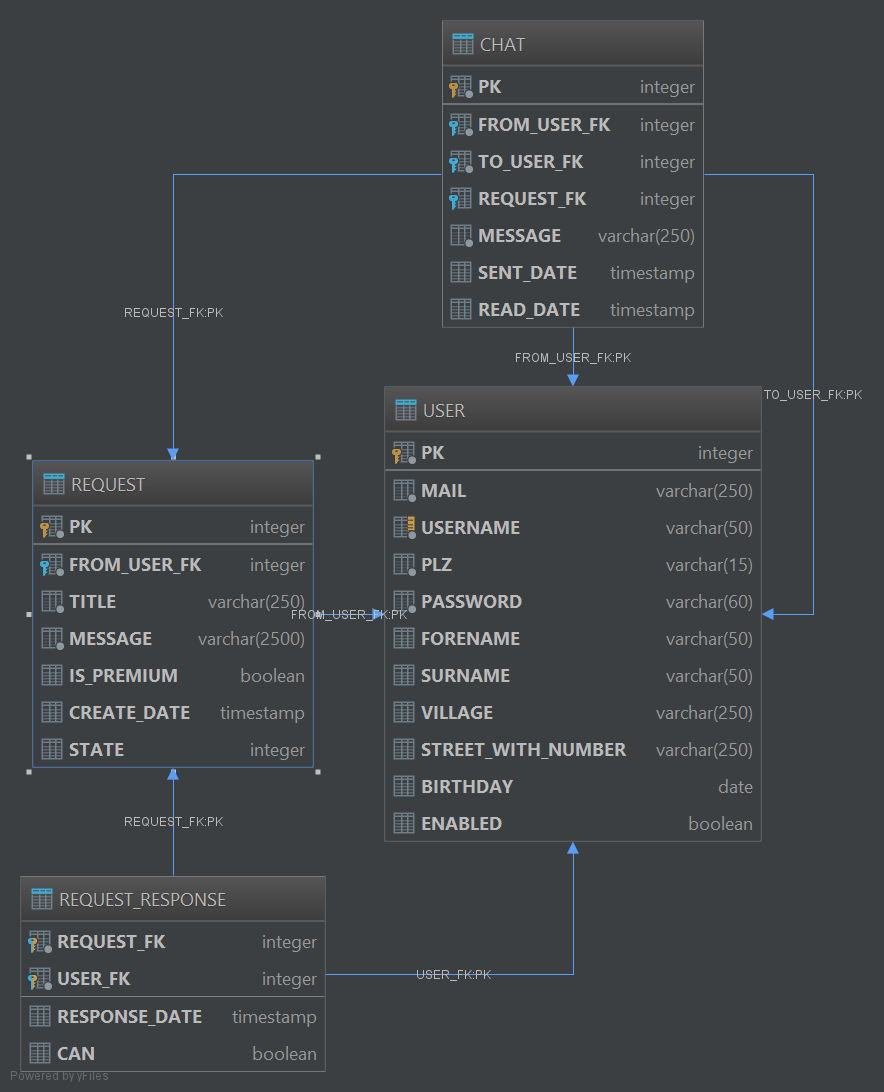 CHAT
PK integer
FROM_USER_FK integer
TO_USER_FK integer
REQUEST_FK integer
MESSAGE varchar(250)
SENT_DATE timestamp
READ_DATE timestamp
REQUEST_FK:PK
FROM_USER_FK:PK
TO_USER_FK:PK
USER
PK integer
MAIL varchar(250)
USERNAME varchar(50)
PLZ varchar(15)
PASSWORD varchar(60)
FORENAME varchar(50)
SURNAME varchar(50)
VILLAGE varchar(250)
STREET_WITH_NUMBER varchar(250)
BIRTHDAY date
ENABLED boolean
REQUEST
PK integer
FROM_USER_FK integer
TITLE varchar(250)
MESSAGE varchar(2500)
IS_PREMIUM boolean
CREATE_DATE timestamp
STATE integer
FROM_USER_FK:PK
REQUEST_FK:PK
REQUEST_RESPONSE
REQUEST_FK integer
USER_FK integer
RESPONSE_DATE timestamp
CAN boolean
USER_FK:PK
Powered by yFiles